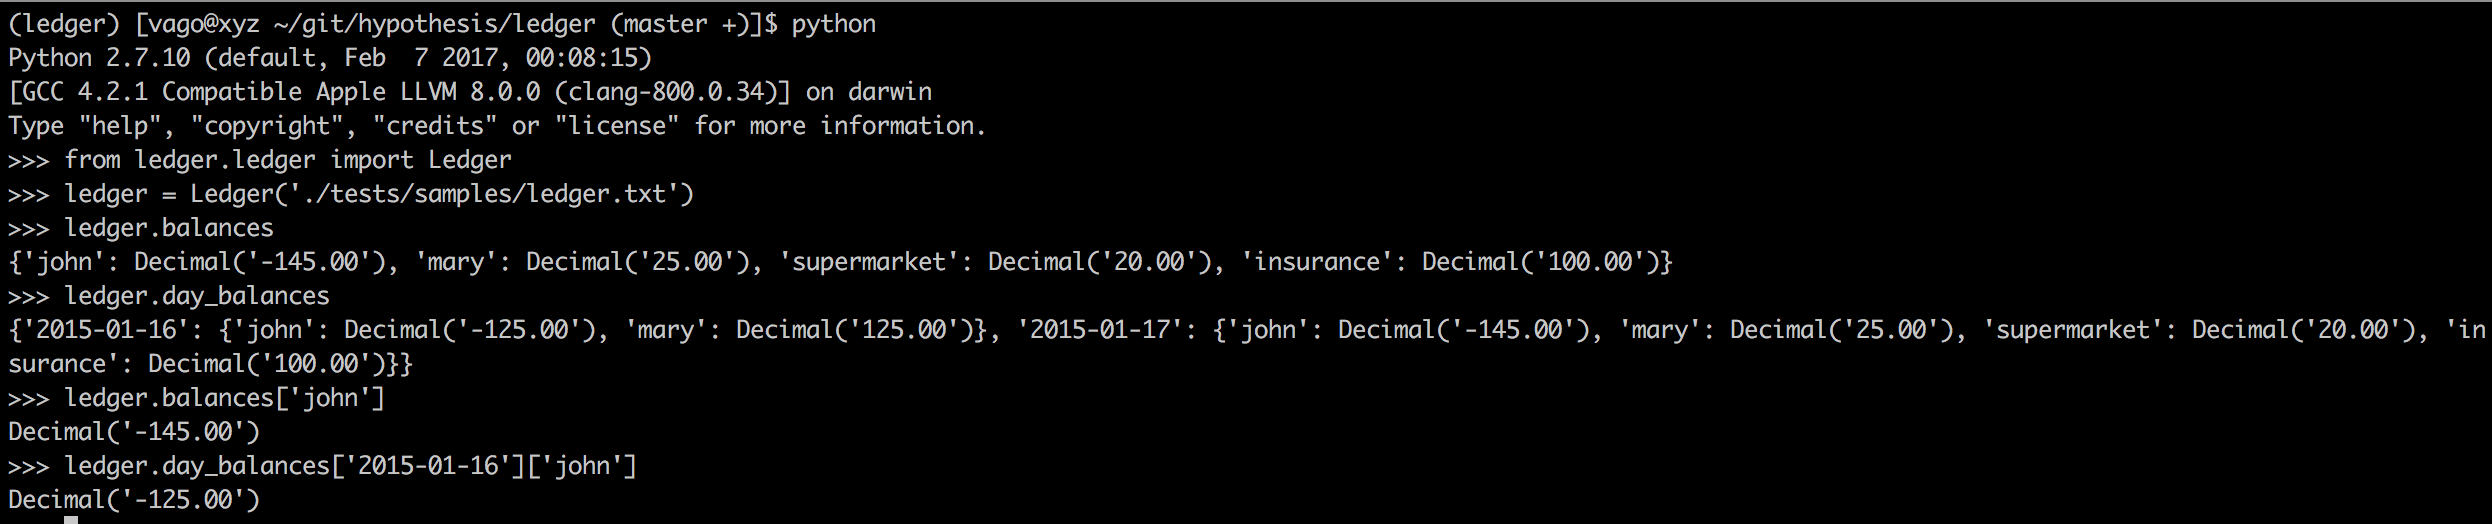 (ledger) [vago@xyz ~/git/hypothesis/ledger (master +)]$ python
Python 2.7.10 (default, Feb  7 2017, 00:08:15)
[GCC 4.2.1 Compatible Apple LLVM 8.0.0 (clang-800.0.34)] on darwin
Type "help", "copyright", "credits" or "license" for more information.
>>> from ledger.ledger import Ledger
>>> ledger = Ledger('./tests/samples/ledger.txt')
>>> ledger.balances
{'john': Decimal('-145.00'), 'mary': Decimal('25.00'), 'supermarket': Decimal('20.00'), 'insurance': Decimal('100.00')}
>>> ledger.day_balances
{'2015-01-16': {'john': Decimal('-125.00'), 'mary': Decimal('125.00')}, '2015-01-17': {'john': Decimal('-145.00'), 'mary': Decimal('25.00'), 'supermarket': Decimal('20.00'), 'in
surance': Decimal('100.00')}}
>>> ledger.balances['john']
Decimal('-145.00')
>>> ledger.day_balances['2015-01-16']['john']
Decimal('-125.00')